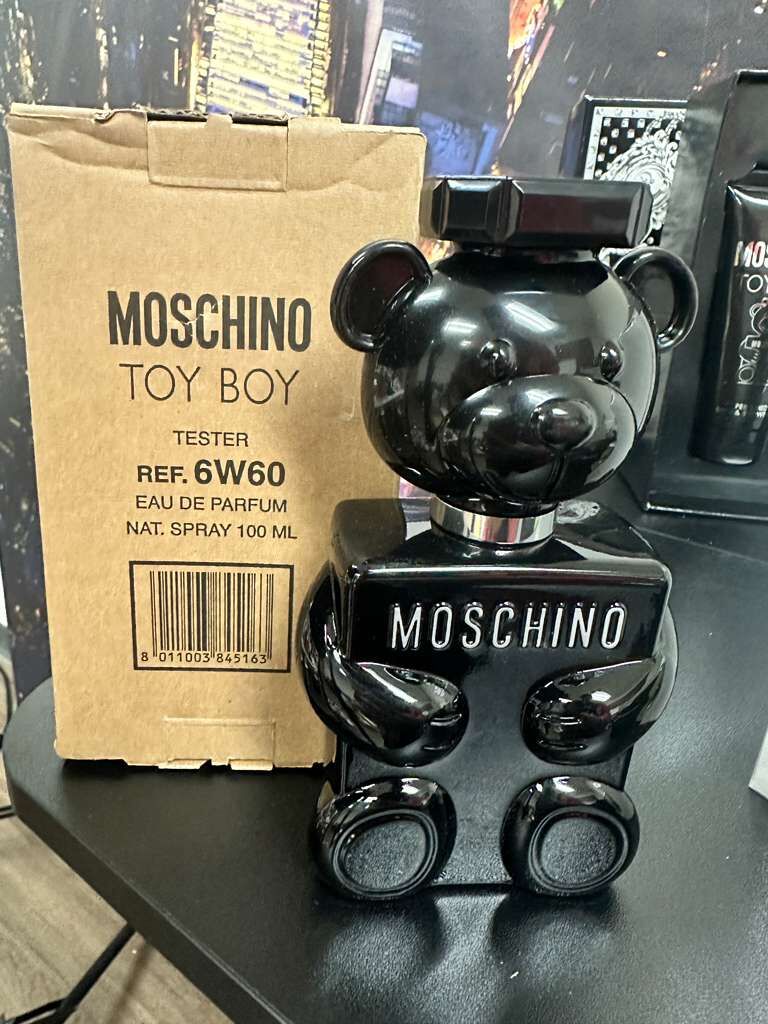 MOSCHINO
TOY BOY
TESTER
REF. 6W60
EAU DE PARFUM
NAT. SPRAY 100 ML
8 011003 845163
MOSCHINO